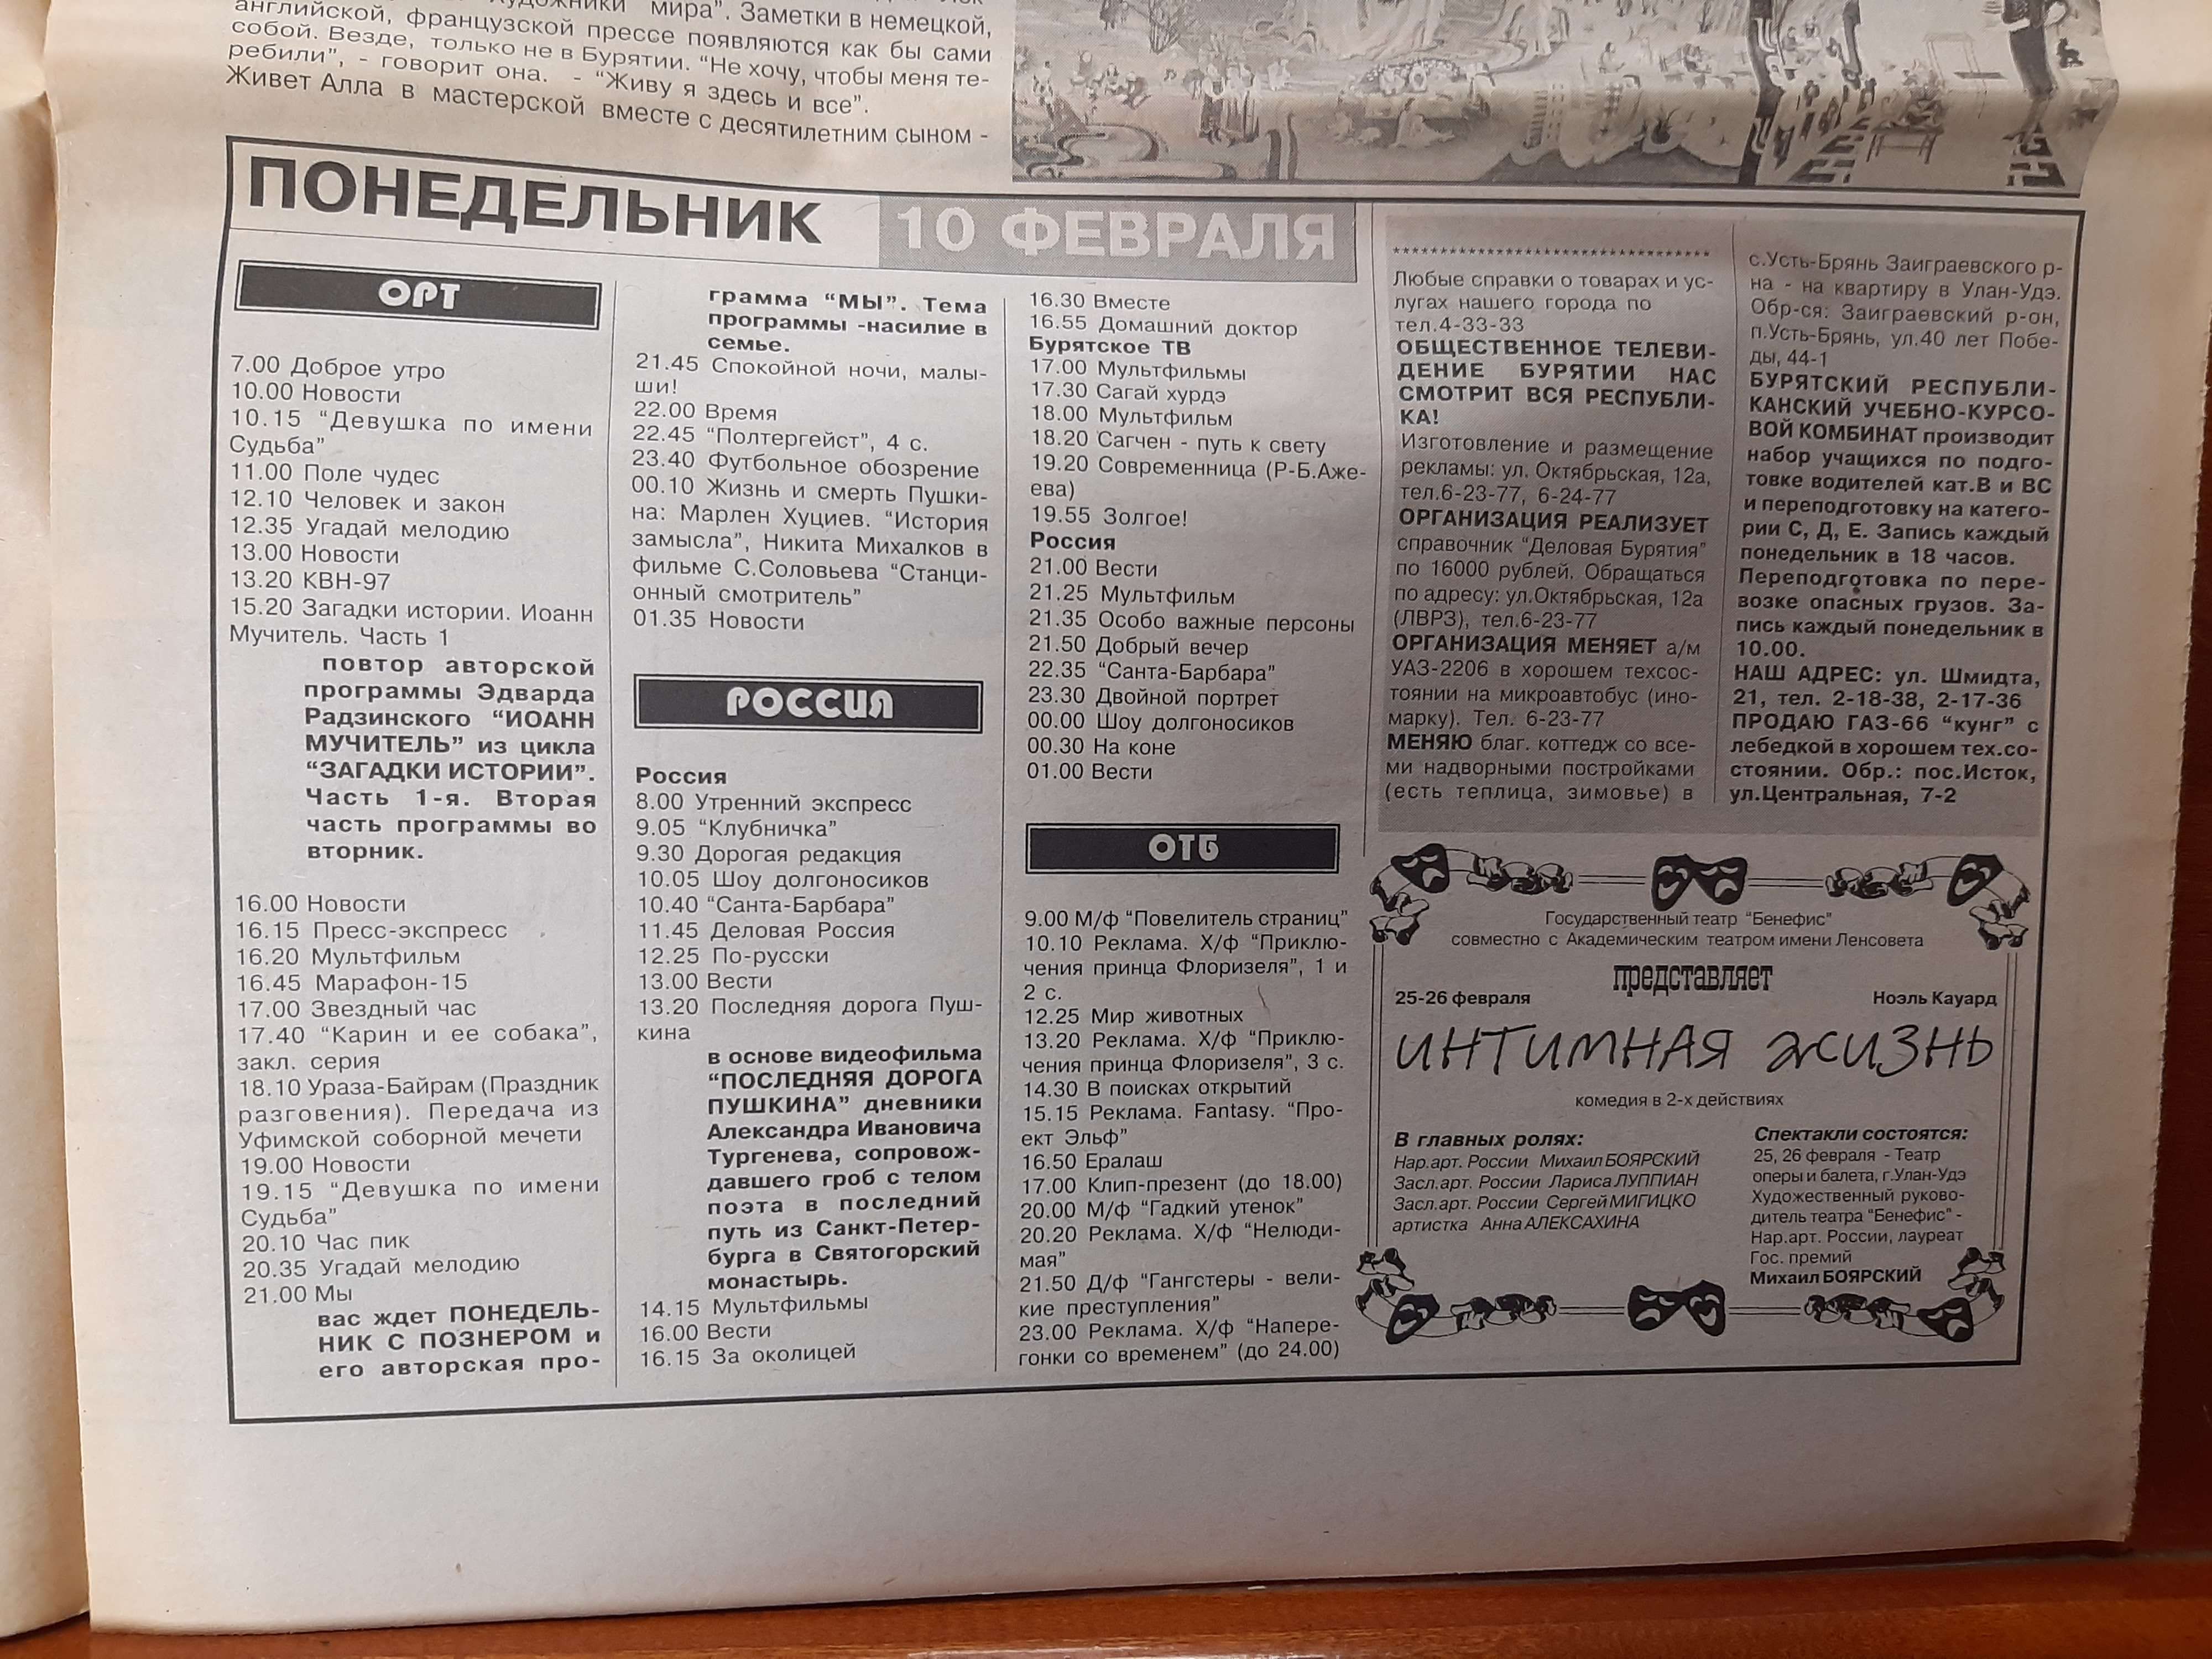 мира”. Заметки в немецкой,
английской, французской прессе появляются как бы сами
собой. Везде, только не в Бурятии. “Не хочу, чтобы меня те-
ребили”, - говорит она. - “Живу я здесь и все”.
Живет Алла в мастерской вместе с десятилетним сыном -
ПОНЕДЕЛЬНИК 10 ФЕВРАЛЯ
ОРТ
7.00 Доброе утро
10.00 Новости
10.15 “Девушка по имени
Судьба”
11.00 Поле чудес
12.10 Человек и закон
12.35 Угадай мелодию
13.00 Новости
13.20 КВН-97
15.20 Загадки истории. Иоанн
Мучитель. Часть 1
повтор авторской
программы Эдварда
Радзинского “ИОАНН
МУЧИТЕЛЬ” из цикла
“ЗАГАДКИ ИСТОРИИ”.
Часть 1-я. Вторая
часть программы во
вторник.
16.00 Новости
16.15 Пресс-экспресс
16.20 Мультфильм
16.45 Марафон-15
17.00 Звездный час
17.40 “Карин и ее собака”,
закл. серия
18.10 Ураза-Байрам (Праздник
разговения). Передача из
Уфимской соборной мечети
19.00 Новости
19.15 “Девушка по имени
Судьба”
20.10 Час пик
20.35 Угадай мелодию
21.00 Мы
вас ждет ПОНЕДЕЛЬ-
НИК С ПОЗНЕРОМ и
его авторская про-
грамма “МЫ”. Тема
программы -насилие в
семье.
21.45 Спокойной ночи, малы-
ши!
22.00 Время
22.45 “Полтергейст”, 4 с.
23.40 Футбольное обозрение
00.10 Жизнь и смерть Пушки-
на: Марлен Хуциев. “История
замысла”, Никита Михалков в
фильме С.Соловьева “Станци-
онный смотритель”
01.35 Новости
РОССИЯ
Россия
8.00 Утренний экспресс
9.05 “Клубничка”
9.30 Дорогая редакция
10.05 Шоу долгоносиков
10.40 “Санта-Барбара”
11.45 Деловая Россия
12.25 По-русски
13.00 Вести
13.20 Последняя дорога Пуш-
кина
в основе видеофильма
“ПОСЛЕДНЯЯ ДОРОГА
ПУШКИНА” дневники
Александра Ивановича
Тургенева, сопровож-
давшего гроб с телом
поэта в последний
путь из Санкт-Петер-
бурга в Святогорский
монастырь.
14.15 Мультфильмы
16.00 Вести
16.15 За околицей
16.30 Вместе
16.55 Домашний доктор
Бурятское ТВ
17.00 Мультфильмы
17.30 Сагай хурдэ
18.00 Мультфильм
18.20 Сагчен - путь к свету
19.20 Современница (Р-Б.Аже-
ева)
19.55 Золгое!
Россия
21.00 Вести
21.25 Мультфильм
21.35 Особо важные персоны
21.50 Добрый вечер
22.35 “Санта-Барбара”
23.30 Двойной портрет
00.00 Шоу долгоносиков
00.30 На коне
01.00 Вести
ОТБ
9.00 М/ф “Повелитель страниц”
10.10 Реклама. Х/ф “Приклю-
чения принца Флоризеля”, 1 и
2 с.
12.25 Мир животных
13.20 Реклама. Х/ф “Приклю-
чения принца Флоризеля”, 3 с.
14.30 В поисках открытий
15.15 Реклама. Fantasy. “Про-
ект Эльф”
16.50 Ералаш
17.00 Клип-презент (до 18.00)
20.00 М/ф “Гадкий утенок”
20.20 Реклама. Х/ф “Нелюди-
мая”
21.50 Д/ф “Гангстеры - вели-
кие преступления”
23.00 Реклама. Х/ф “Напере-
гонки со временем” (до 24.00)
***********************************
Любые справки о товарах и ус-
лугах нашего города по
тел.4-33-33
ОБЩЕСТВЕННОЕ ТЕЛЕВИ-
ДЕНИЕ БУРЯТИИ НАС
СМОТРИТ ВСЯ РЕСПУБЛИ-
КА!
Изготовление и размещение
рекламы: ул. Октябрьская, 12а,
тел.6-23-77, 6-24-77
ОРГАНИЗАЦИЯ РЕАЛИЗУЕТ
справочник “Деловая Бурятия”
по 16000 рублей. Обращаться
по адресу: ул.Октябрьская, 12а
(ЛВРЗ), тел.6-23-77
ОРГАНИЗАЦИЯ МЕНЯЕТ а/м
УАЗ-2206 в хорошем техсос-
тоянии на микроавтобус (ино-
марку). Тел. 6-23-77
МЕНЯЮ благ. коттедж со все-
ми надворными постройками
(есть теплица, зимовье) в
с.Усть-Брянь Заиграевского р-
на - на квартиру в Улан-Удэ.
Обр-ся: Заиграевский р-он,
п.Усть-Брянь, ул.40 лет Побе-
ды, 44-1
БУРЯТСКИЙ РЕСПУБЛИ-
КАНСКИЙ УЧЕБНО-КУРСО-
ВОЙ КОМБИНАТ производит
набор учащихся по подго-
товке водителей кат.В и ВС
и переподготовку на катего-
рии С, Д, Е. Запись каждый
понедельник в 18 часов.
Переподготовка по пере-
возке опасных грузов. За-
пись каждый понедельник в
10.00.
НАШ АДРЕС: ул. Шмидта,
21, тел. 2-18-38, 2-17-36
ПРОДАЮ ГАЗ-66 “кунг” с
лебедкой в хорошем тех.со-
стоянии. Обр.: пос.Исток,
ул.Центральная, 7-2
Государственный театр “Бенефис”
совместно с Академическим театром имени Ленсовета
представляет
25-26 февраля Ноэль Кауард
ИНТИМНАЯ ЖИЗНЬ
комедия в 2-х действиях
В главных ролях:
Нар.арт. России Михаил БОЯРСКИЙ
Засл.арт. России Лариса ЛУППИАН
Засл.арт. России Сергей МИГИЦКО
артистка Анна АЛЕКСАХИНА
Спектакли состоятся:
25, 26 февраля - Театр
оперы и балета, г.Улан-Удэ
Художественный руково-
дитель театра “Бенефис” -
Нар.арт. России, лауреат
Гос. премий
Михаил БОЯРСКИЙ